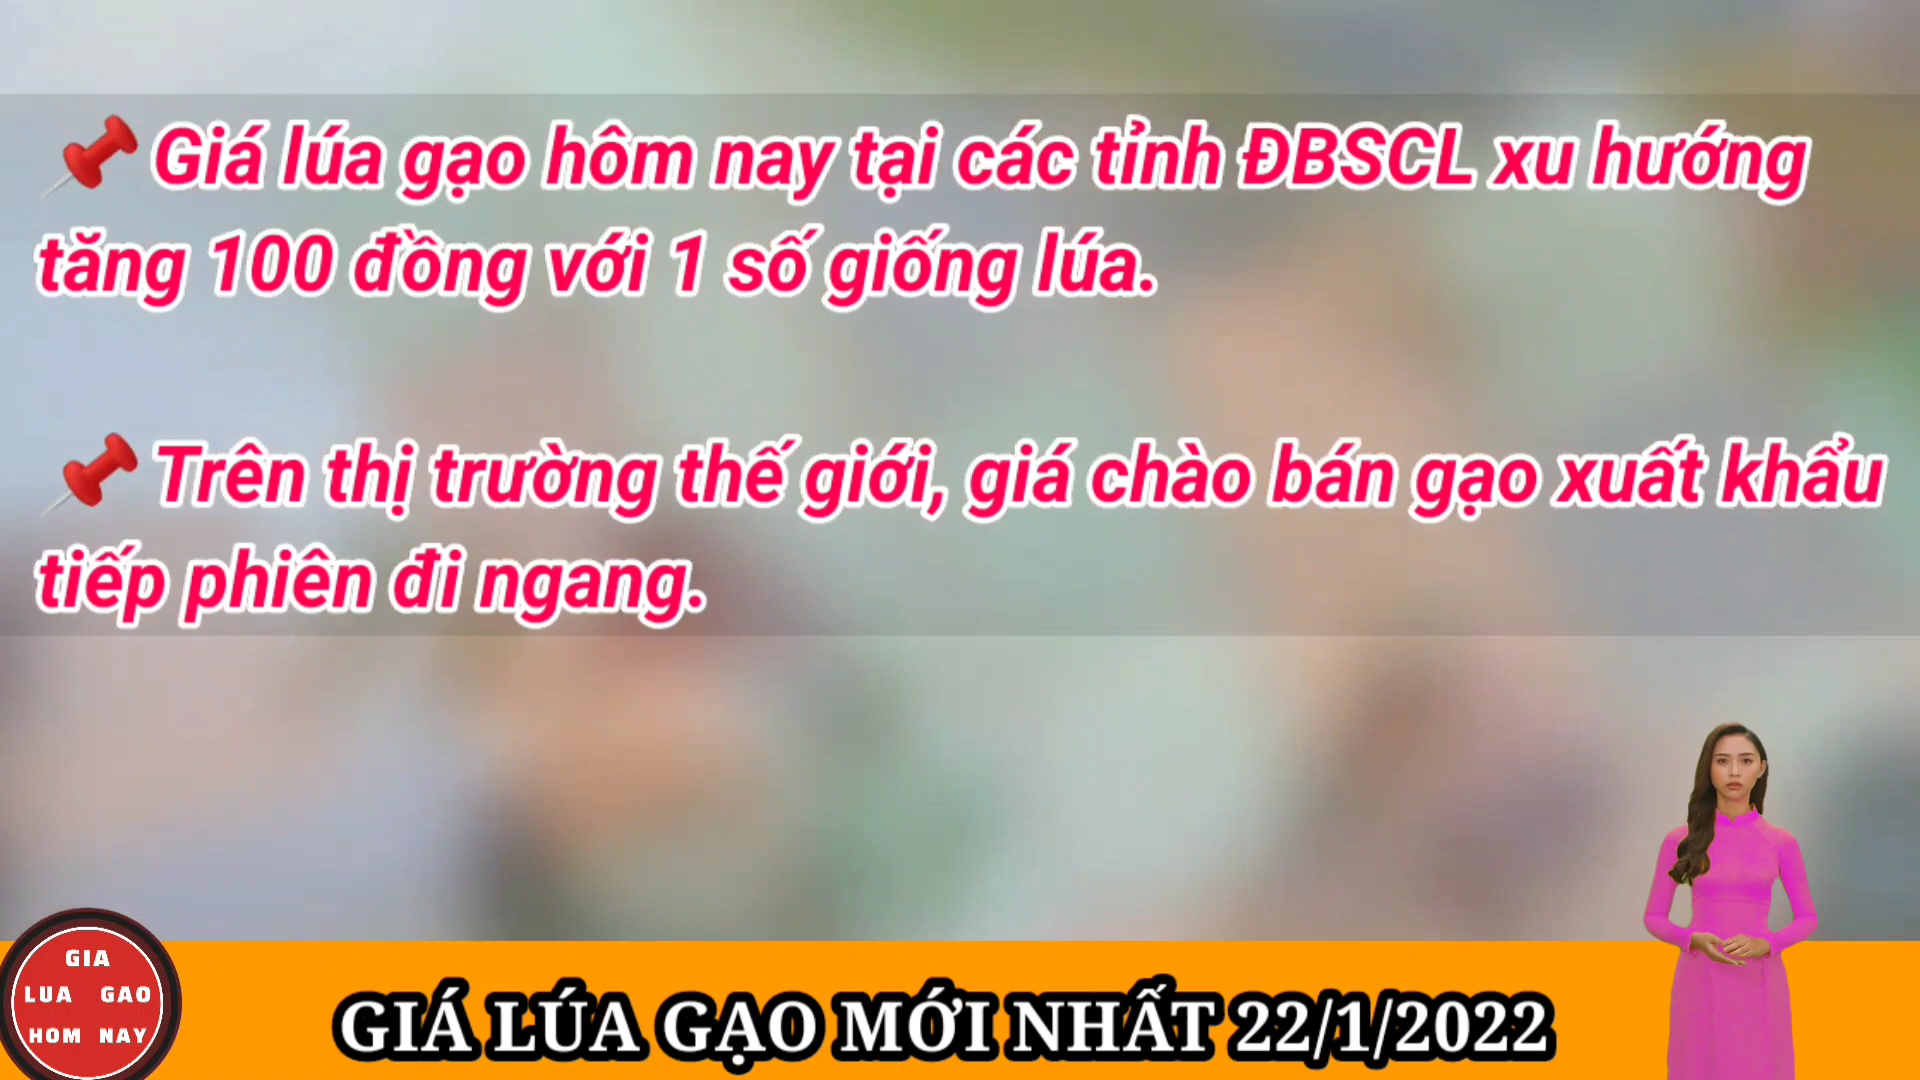 📌 Giá lúa gạo hôm nay tại các tỉnh ĐBSCL xu hướng
tăng 100 đồng với 1 số giống lúa.
📌 Trên thị trường thế giới, giá chào bán gạo xuất khẩu
tiếp phiên đi ngang.
GIA
LUA GAO
HOM NAY
GIÁ LÚA GẠO MỚI NHẤT 22/1/2022